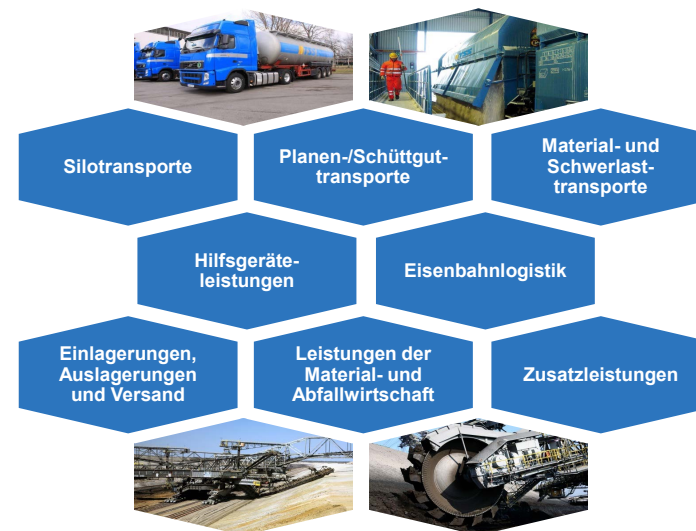 Silotransporte
Planen-/Schüttgut-
transporte
Material- und
Schwerlast-
transporte
Hilfsgeräte-
leistungen
Eisenbahnlogistik
Einlagerungen,
Auslagerungen
und Versand
Leistungen der
Material- und
Abfallwirtschaft
Zusatzleistungen